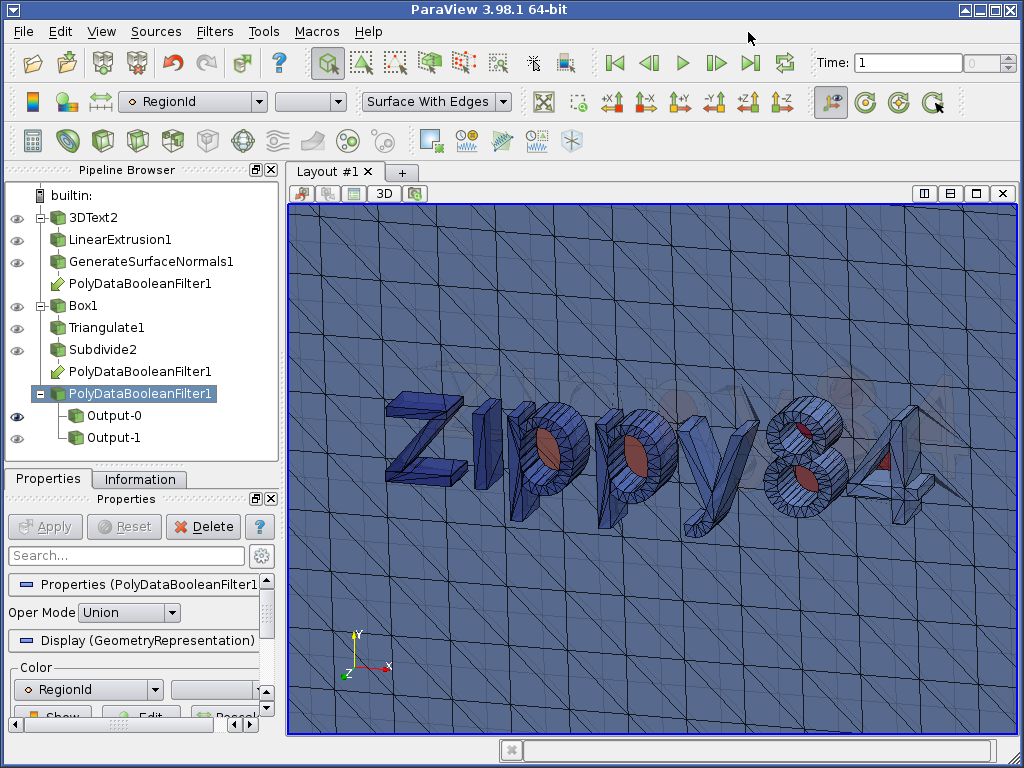 ParaView 3.98.1 64-bit
File Edit View Sources Filters Tools Macros Help
Time: 1 0
RegionId Surface With Edges +X -X +Y -Y +Z -Z
Pipeline Browser
Layout #1
3D
builtin:
3DText2
LinearExtrusion1
GenerateSurfaceNormals1
PolyDataBooleanFilter1
Box1
Triangulate1
Subdivide2
PolyDataBooleanFilter1
PolyDataBooleanFilter1
Output-0
Output-1
Properties Information
Properties
Apply Reset Delete ?
Search...
Properties (PolyDataBooleanFilter1
Oper Mode Union
Display (GeometryRepresentation)
Color
RegionId
Show Edit
Zippy84
Y
X
Z